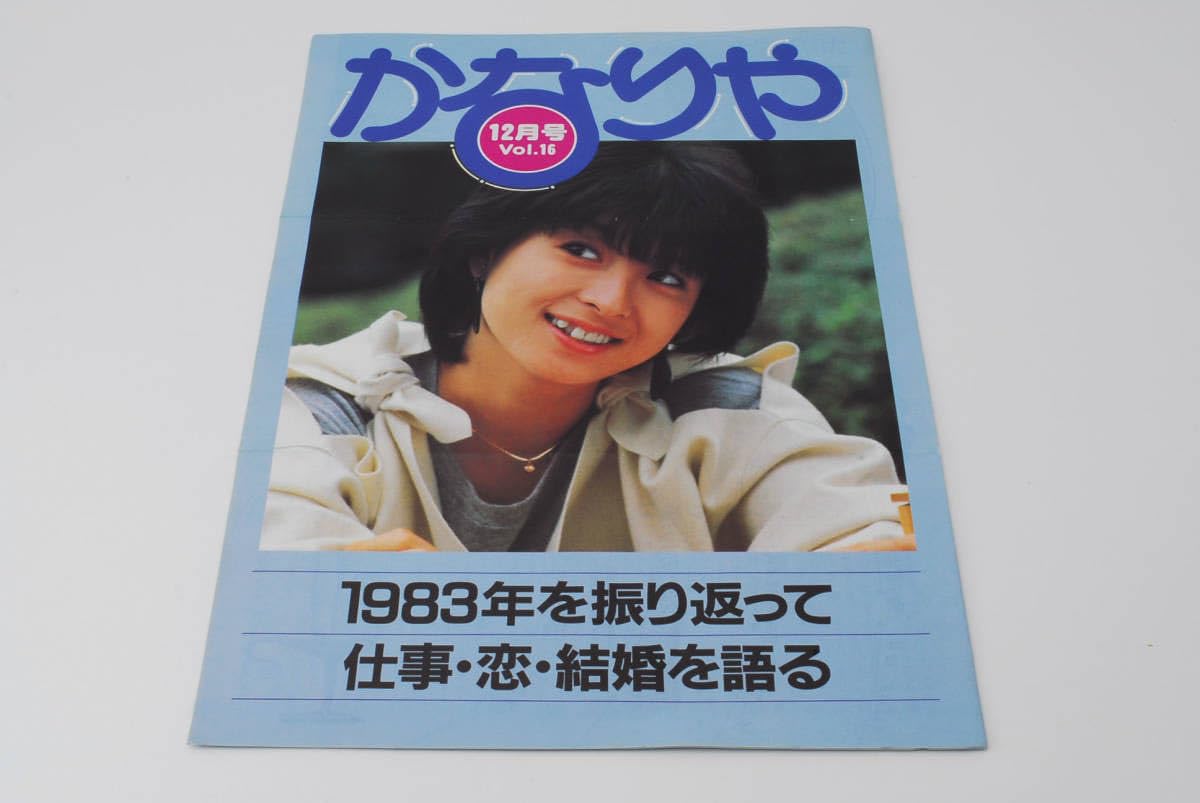 かなりや
12月号
Vol.16
1983年を振り返って
仕事・恋・結婚を語る